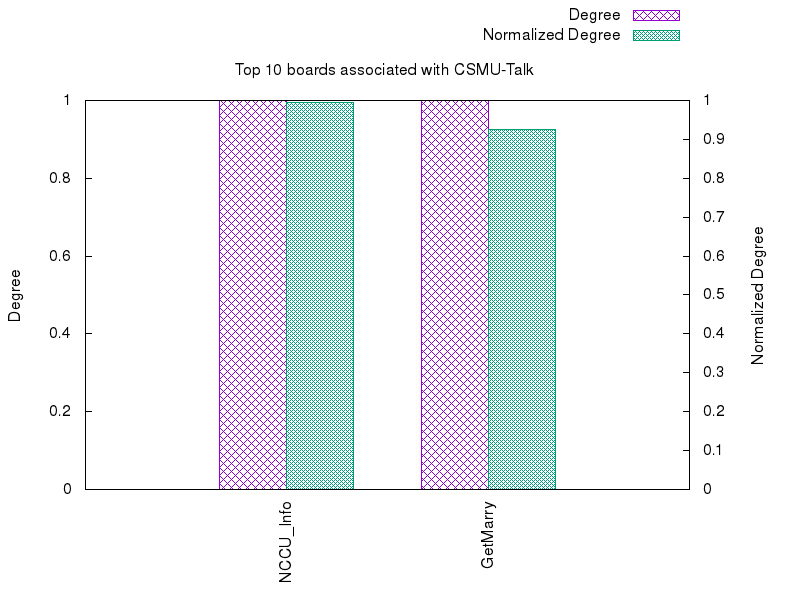 Degree
Normalized Degree
Top 10 boards associated with CSMU-Talk
1
0.8
0.6
0.4
0.2
0
Degree
1
0.9
0.8
0.7
0.6
0.5
0.4
0.3
0.2
0.1
0
Normalized Degree
NCCU_Info
GetMarry